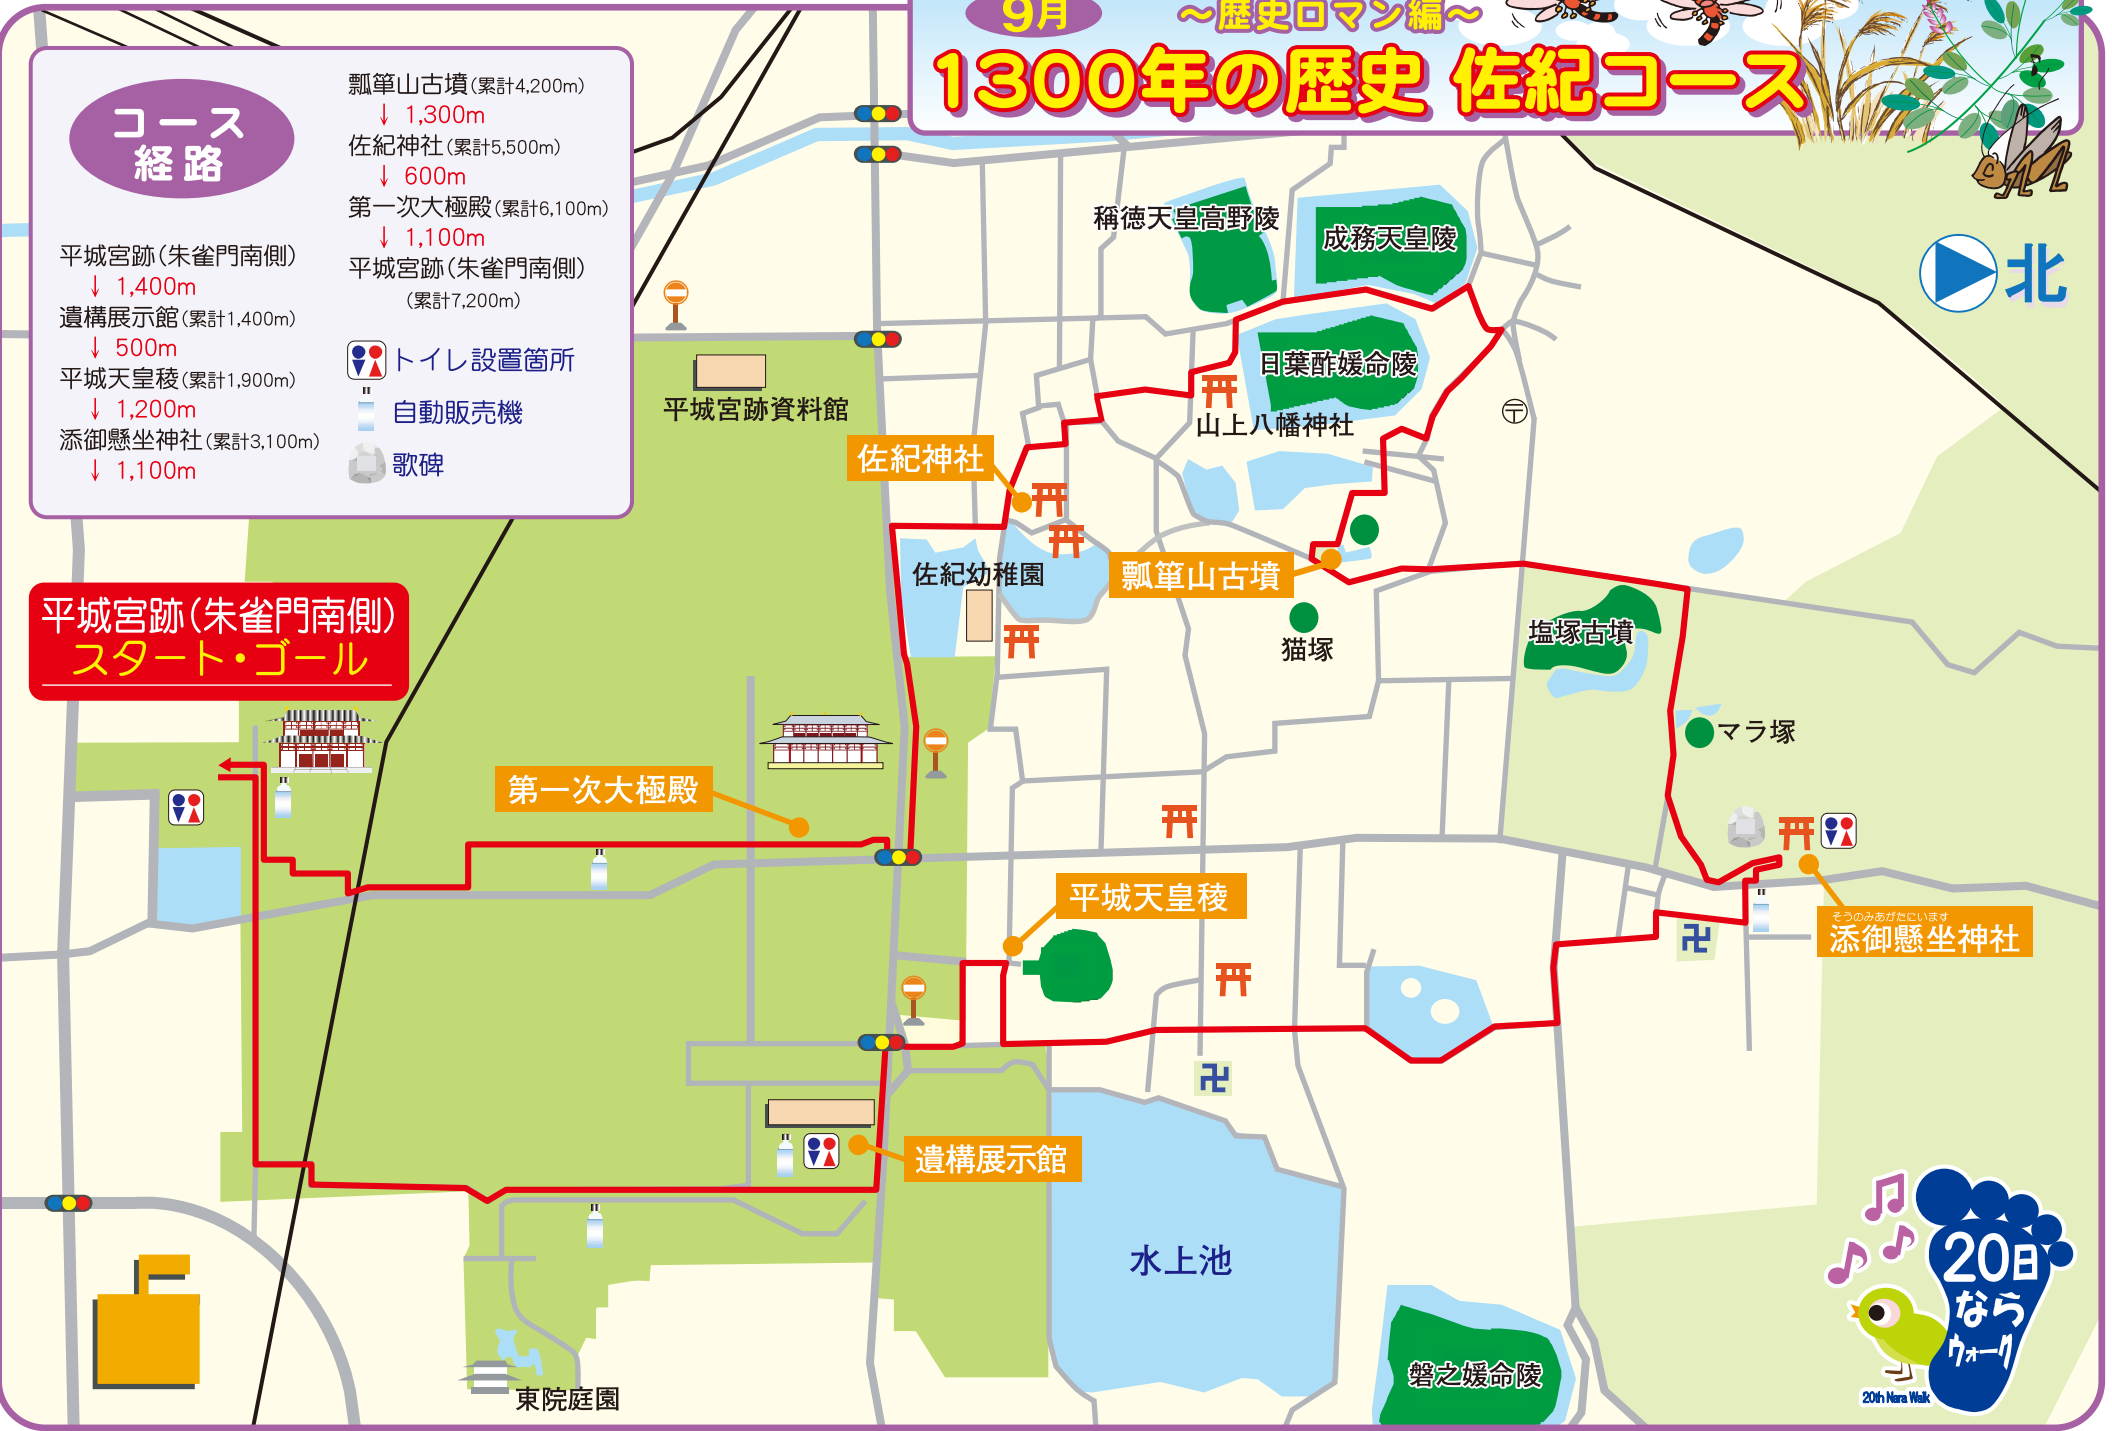 9月
～歴史ロマン編～
1300年の歴史 佐紀コース
コース
経路
平城宮跡(朱雀門南側)
↓ 1,400m
遺構展示館(累計1,400m)
↓ 500m
平城天皇稜(累計1,900m)
↓ 1,200m
添御懸坐神社(累計3,100m)
↓ 1,100m
瓢箪山古墳(累計4,200m)
↓ 1,300m
佐紀神社(累計5,500m)
↓ 600m
第一次大極殿(累計6,100m)
↓ 1,100m
平城宮跡(朱雀門南側)
(累計7,200m)
トイレ設置箇所
自動販売機
歌碑
北
稱徳天皇高野陵
成務天皇陵
日葉酢媛命陵
山上八幡神社
平城宮跡資料館
佐紀神社
佐紀幼稚園
瓢箪山古墳
猫塚
塩塚古墳
マラ塚
平城宮跡(朱雀門南側)
スタート・ゴール
第一次大極殿
平城天皇稜
そうのみあがたにいます
添御懸坐神社
遺構展示館
水上池
磐之媛命陵
東院庭園
〒
卍
卍
20日
なら
ウォーク
20th Nara Walk